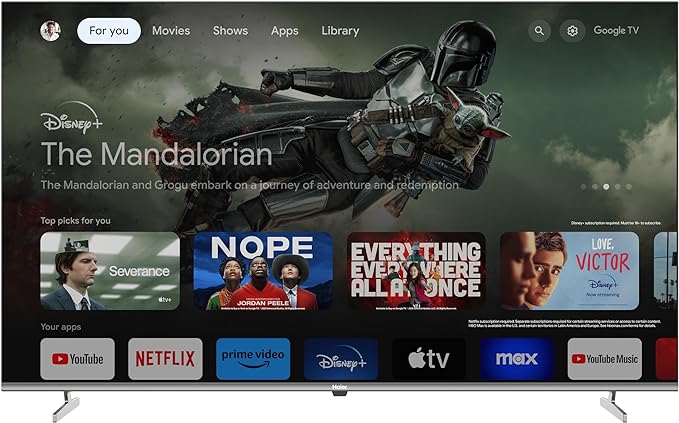 For you
Movies
Shows
Apps
Library
Google TV
Disney+
The Mandalorian
The Mandalorian and Grogu embark on a journey of adventure and redemption
Top picks for you
Disney+ subscription required. Must be 18+ to subscribe.
Severance
tv+
NOPE
JORDAN PEELE
EVERYTHING
EVERYWHERE
ALL AT ONCE
LOVE,
VICTOR
Disney+
Now streaming
Netflix subscription required. Separate subscriptions required for certain streaming services or access to certain content.
HBO Max is available in the U.S. and certain territories in Latin America and Europe. See hbomax.com/forms for details.
Your apps
YouTube
NETFLIX
prime video
Disney+
tv
max
YouTube Music
Haier